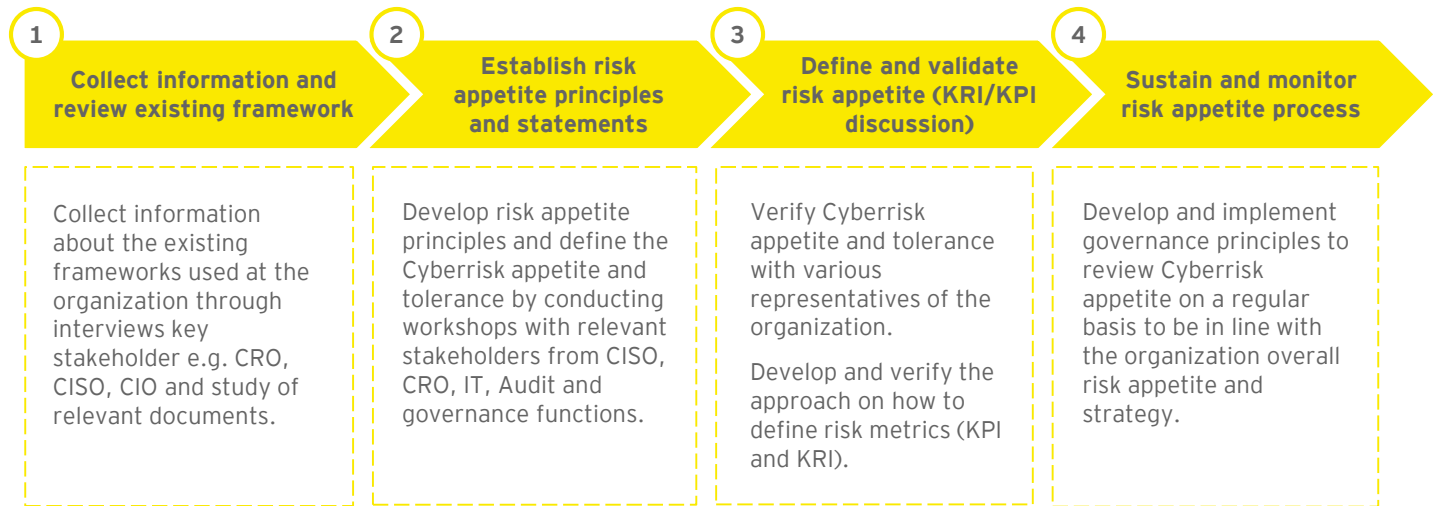 1
Collect information and
review existing framework
2
Establish risk
appetite principles
and statements
3
Define and validate
risk appetite (KRI/KPI
discussion)
4
Sustain and monitor
risk appetite process
Collect information
about the existing
frameworks used at the
organization through
interviews key
stakeholder e.g. CRO,
CISO, CIO and study of
relevant documents.
Develop risk appetite
principles and define the
Cyberrisk appetite and
tolerance by conducting
workshops with relevant
stakeholders from CISO,
CRO, IT, Audit and
governance functions.
Verify Cyberrisk
appetite and tolerance
with various
representatives of the
organization.
Develop and verify the
approach on how to
define risk metrics (KPI
and KRI).
Develop and implement
governance principles to
review Cyberrisk
appetite on a regular
basis to be in line with
the organization overall
risk appetite and
strategy.